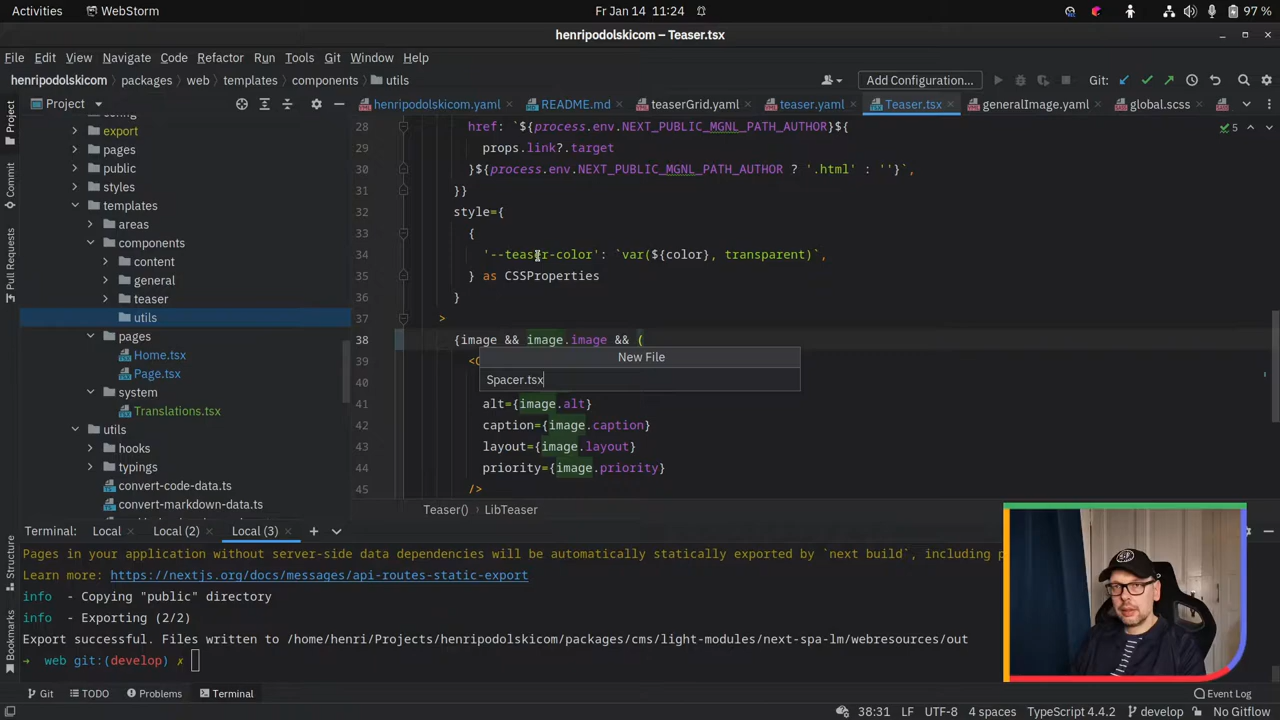 Activities
WebStorm
Fr Jan 14 11:24
97 %
henripodolskicom – Teaser.tsx
File Edit View Navigate Code Refactor Run Tools Git Window Help
henripodolskicom packages web templates components utils
Add Configuration...
Git:
Project
henripodolskicom.yaml
README.md
teaserGrid.yaml
teaser.yaml
Teaser.tsx
generalImage.yaml
global.scss
export
pages
public
styles
templates
areas
components
content
general
teaser
utils
pages
Home.tsx
Page.tsx
system
Translations.tsx
utils
hooks
typings
convert-code-data.ts
convert-markdown-data.ts
5
28 href: `${process.env.NEXT_PUBLIC_MGNL_PATH_AUTHOR}${
29 props.link?.target
30 }${process.env.NEXT_PUBLIC_MGNL_PATH_AUTHOR ? '.html' : ''}`,
31 }}
32 style={
33 {
34 '--teaser-color': `var(${color}, transparent)`,
35 } as CSSProperties
36 }
37 >
38 {image && image.image && (
39
40
41 alt={image.alt}
42 caption={image.caption}
43 layout={image.layout}
44 priority={image.priority}
45 />
New File
Spacer.tsx
Teaser() LibTeaser
Project
Commit
Pull Requests
Structure
Bookmarks
Terminal: Local Local (2) Local (3)
Pages in your application without server-side data dependencies will be automatically statically exported by `next build`, including
Learn more: https://nextjs.org/docs/messages/api-routes-static-export
info - Copying "public" directory
info - Exporting (2/2)
Export successful. Files written to /home/henri/Projects/henripodolskicom/packages/cms/light-modules/next-spa-lm/webresources/out
→ web git:(develop) ✗
Git TODO Problems Terminal
Event Log
38:31 LF UTF-8 4 spaces TypeScript 4.4.2 develop No Gitflow